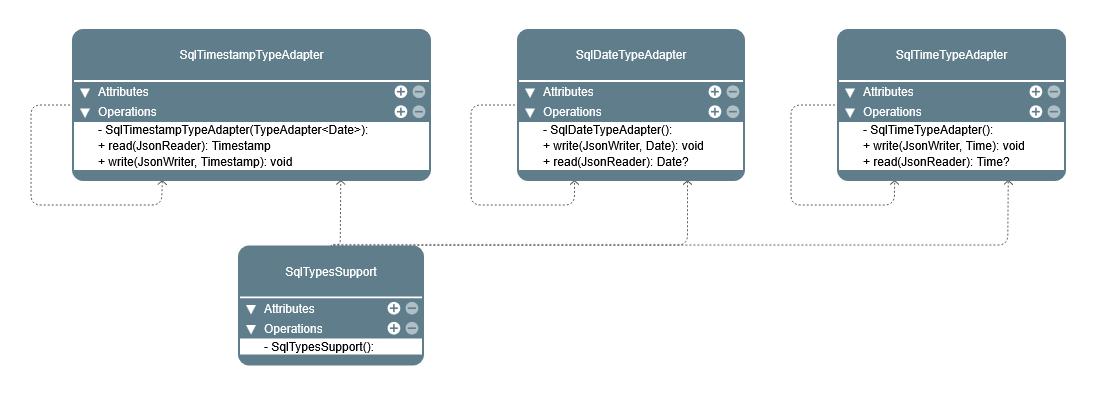 SqlTimestampTypeAdapter
Attributes
Operations
- SqlTimestampTypeAdapter(TypeAdapter<Date>):
+ read(JsonReader): Timestamp
+ write(JsonWriter, Timestamp): void
SqlDateTypeAdapter
Attributes
Operations
- SqlDateTypeAdapter():
+ write(JsonWriter, Date): void
+ read(JsonReader): Date?
SqlTimeTypeAdapter
Attributes
Operations
- SqlTimeTypeAdapter():
+ write(JsonWriter, Time): void
+ read(JsonReader): Time?
SqlTypesSupport
Attributes
Operations
- SqlTypesSupport():